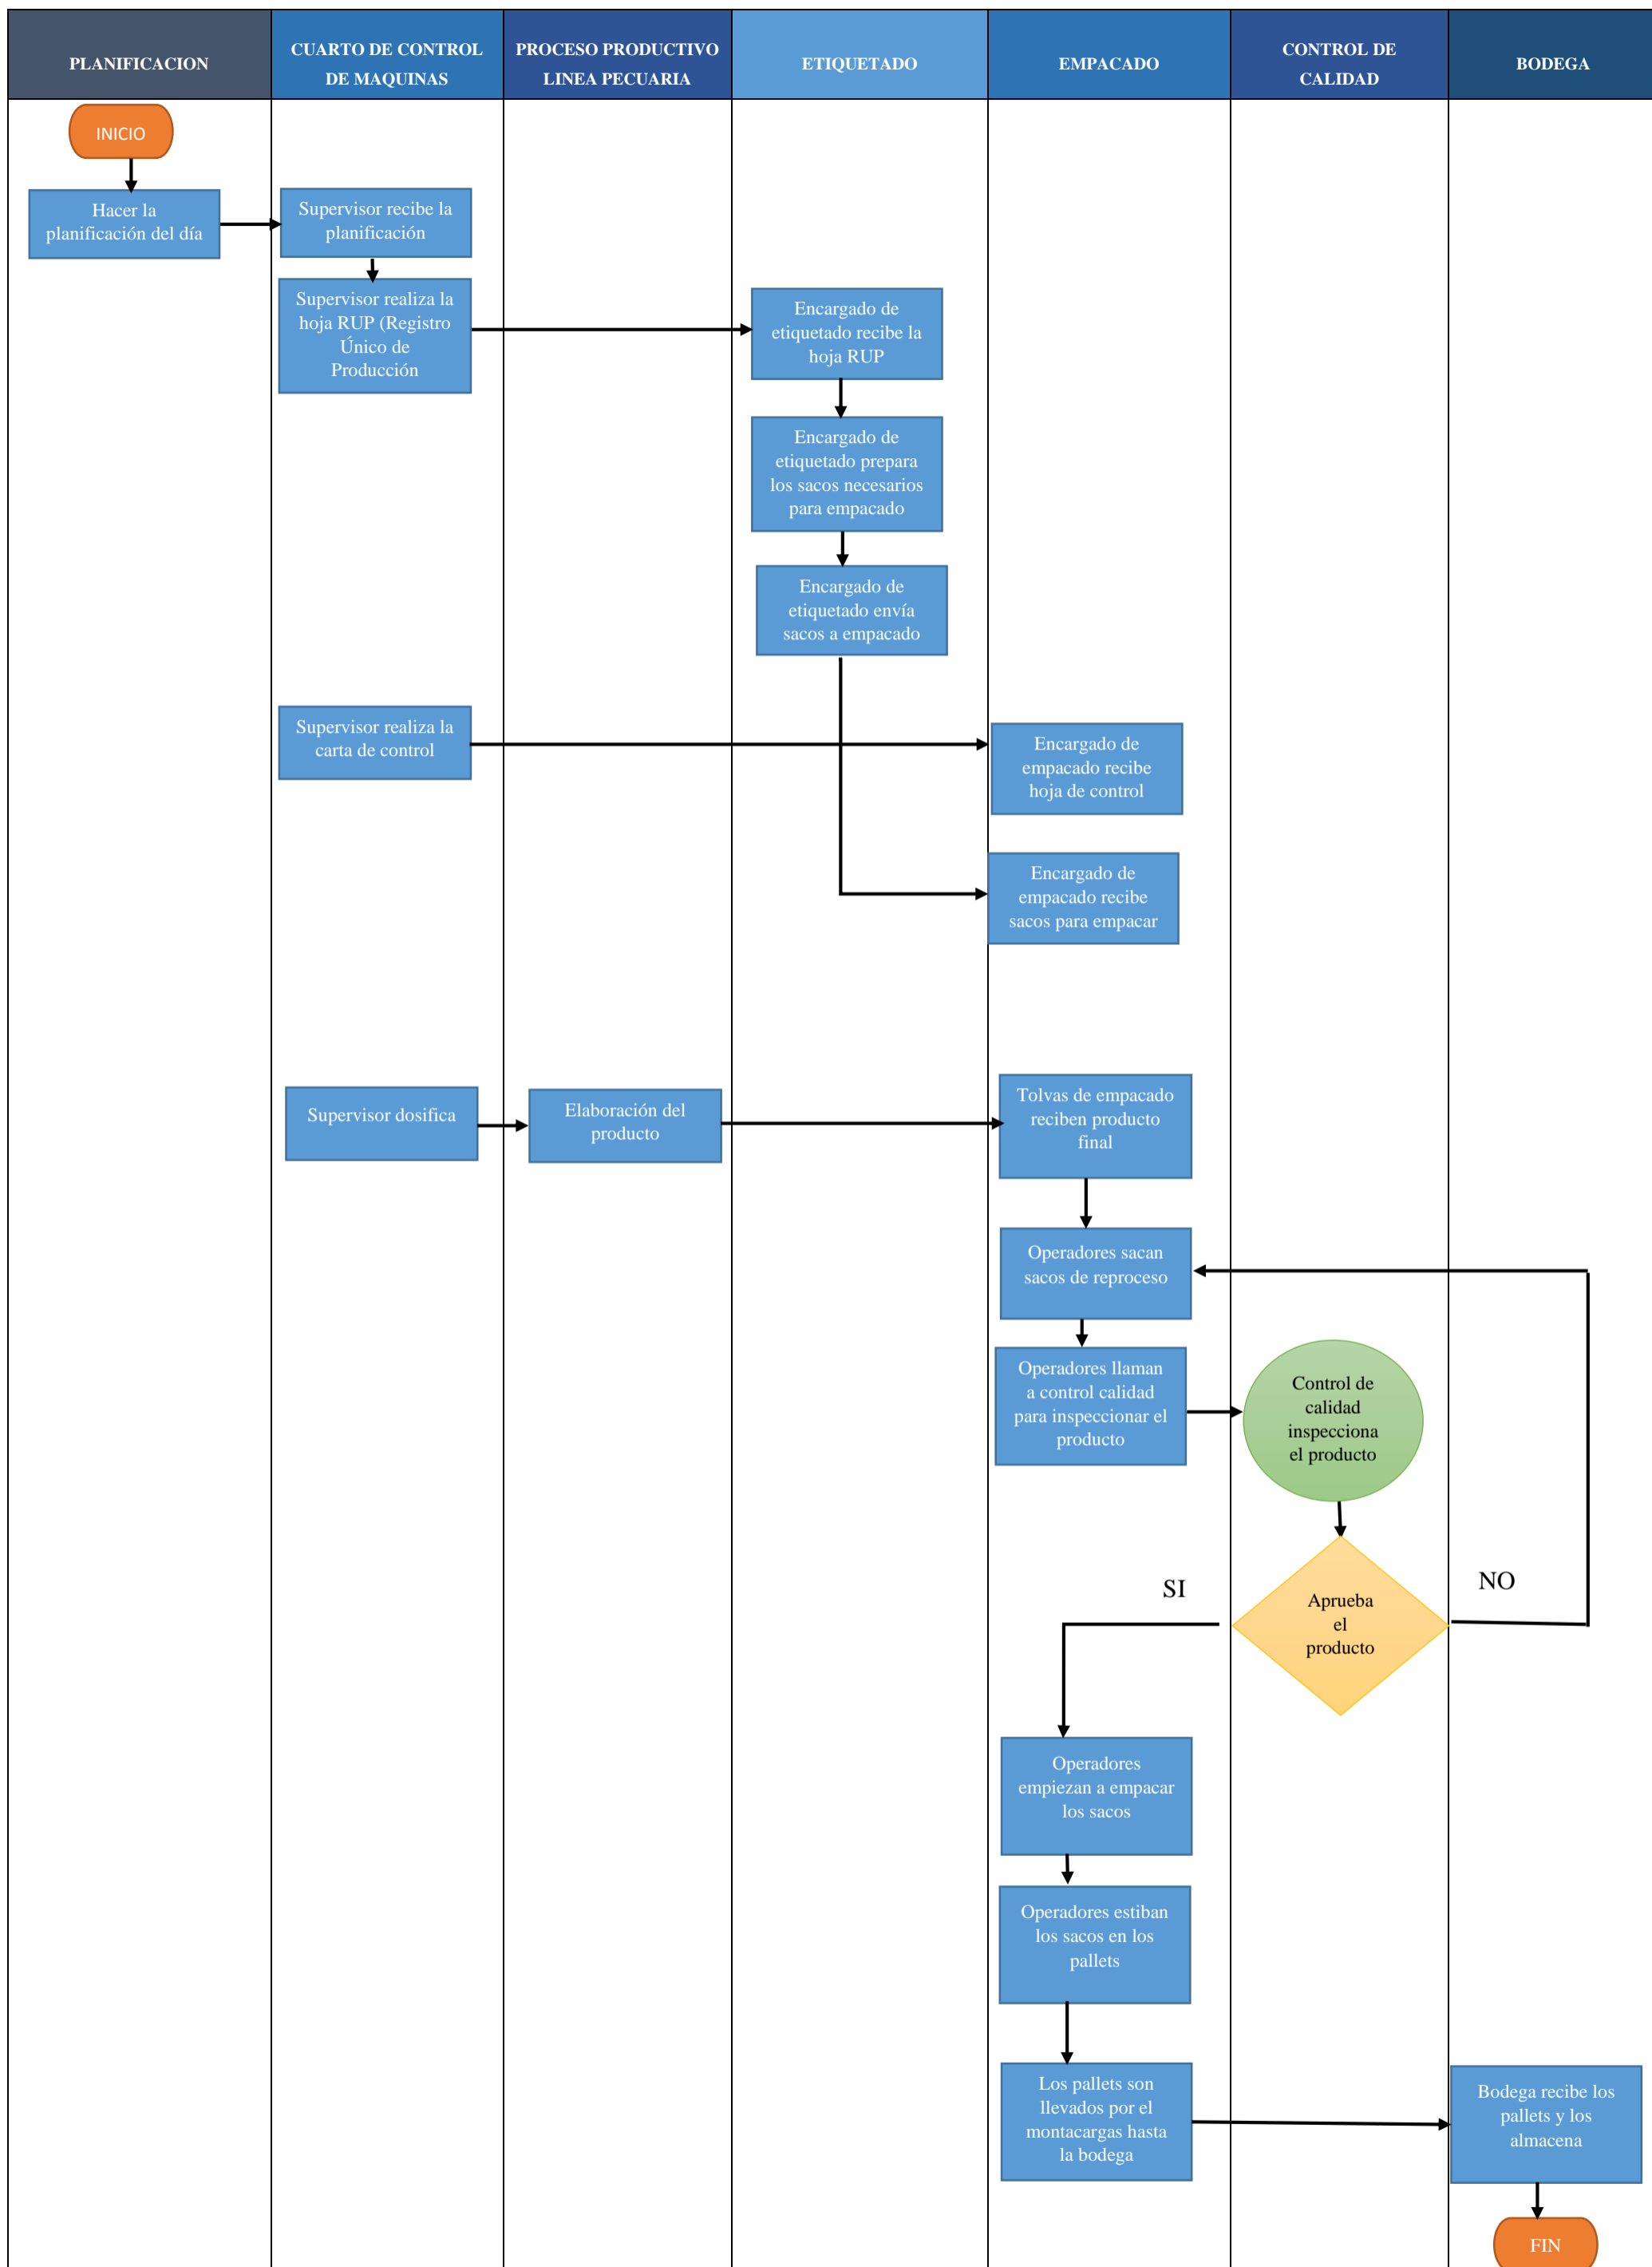 PLANIFICACION
CUARTO DE CONTROL
DE MAQUINAS
PROCESO PRODUCTIVO
LINEA PECUARIA
ETIQUETADO
EMPACADO
CONTROL DE
CALIDAD
BODEGA
INICIO
Hacer la
planificación del día
Supervisor recibe la
planificación
Supervisor realiza la
hoja RUP (Registro
Único de
Producción
Encargado de
etiquetado recibe la
hoja RUP
Encargado de
etiquetado prepara
los sacos necesarios
para empacado
Encargado de
etiquetado envía
sacos a empacado
Supervisor realiza la
carta de control
Encargado de
empacado recibe
hoja de control
Encargado de
empacado recibe
sacos para empacar
Supervisor dosifica
Elaboración del
producto
Tolvas de empacado
reciben producto
final
Operadores sacan
sacos de reproceso
Operadores llaman
a control calidad
para inspeccionar el
producto
Control de
calidad
inspecciona
el producto
Aprueba
el
producto
SI
NO
Operadores
empiezan a empacar
los sacos
Operadores estiban
los sacos en los
pallets
Los pallets son
llevados por el
montacargas hasta
la bodega
Bodega recibe los
pallets y los
almacena
FIN